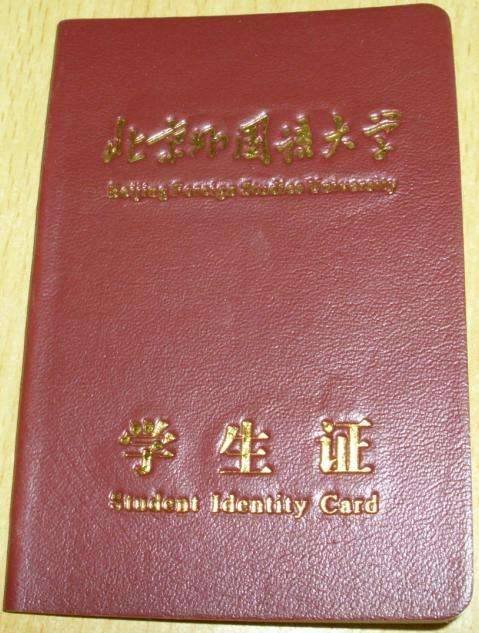 北京外国语大学
Beijing Foreign Studies University
学生证
Student Identity Card